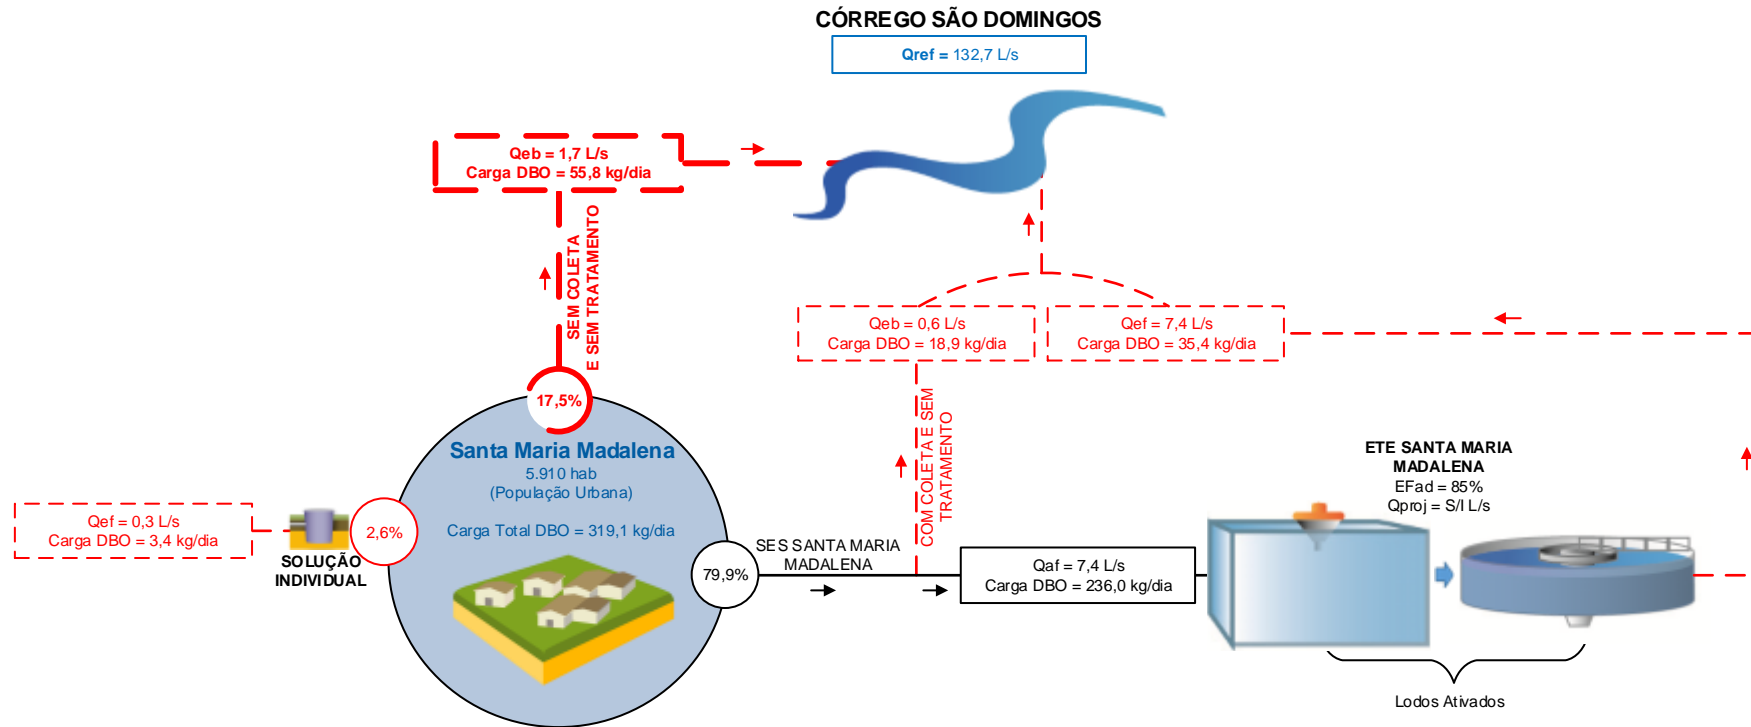 CÓRREGO SÃO DOMINGOS
Qref = 132,7 L/s
Qeb = 1,7 L/s
Carga DBO = 55,8 kg/dia
SEM COLETA
E SEM TRATAMENTO
17,5%
Qeb = 0,6 L/s
Carga DBO = 18,9 kg/dia
Qef = 7,4 L/s
Carga DBO = 35,4 kg/dia
COM COLETA E SEM
TRATAMENTO
Santa Maria Madalena
5.910 hab
(População Urbana)
Carga Total DBO = 319,1 kg/dia
Qef = 0,3 L/s
Carga DBO = 3,4 kg/dia
SOLUÇÃO
INDIVIDUAL
2,6%
79,9%
SES SANTA MARIA
MADALENA
Qaf = 7,4 L/s
Carga DBO = 236,0 kg/dia
ETE SANTA MARIA
MADALENA
EFad = 85%
Qproj = S/I L/s
Lodos Ativados